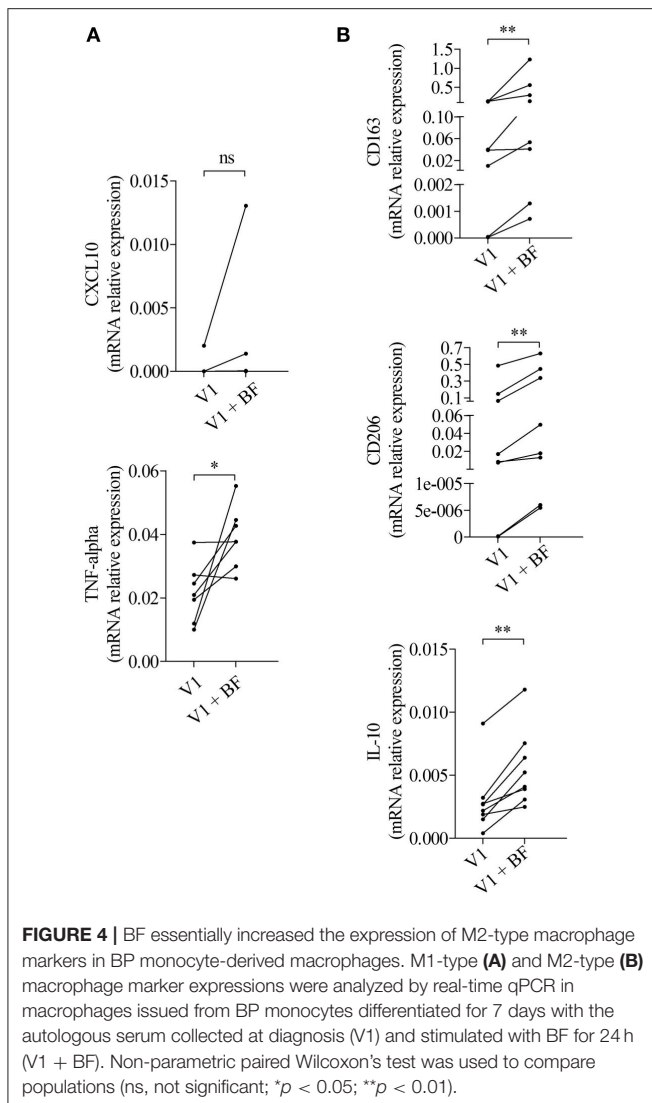 A
ns
CXCL10
(mRNA relative expression)
0.015
0.010
0.005
0.000
V1
V1 + BF
*
TNF-alpha
(mRNA relative expression)
0.06
0.04
0.02
0.00
V1
V1 + BF
B
**
CD163
(mRNA relative expression)
1.5
1.0
0.5
0.10
0.06
0.02
0.002
0.001
0.000
V1
V1 + BF
**
CD206
(mRNA relative expression)
0.7
0.5
0.3
0.1
0.06
0.04
0.02
1e-005
5e-006
0
V1
V1 + BF
**
IL-10
(mRNA relative expression)
0.015
0.010
0.005
0.000
V1
V1 + BF
FIGURE 4 | BF essentially increased the expression of M2-type macrophage
markers in BP monocyte-derived macrophages. M1-type (A) and M2-type (B)
macrophage marker expressions were analyzed by real-time qPCR in
macrophages issued from BP monocytes differentiated for 7 days with the
autologous serum collected at diagnosis (V1) and stimulated with BF for 24 h
(V1 + BF). Non-parametric paired Wilcoxon's test was used to compare
populations (ns, not significant; *p < 0.05; **p < 0.01).